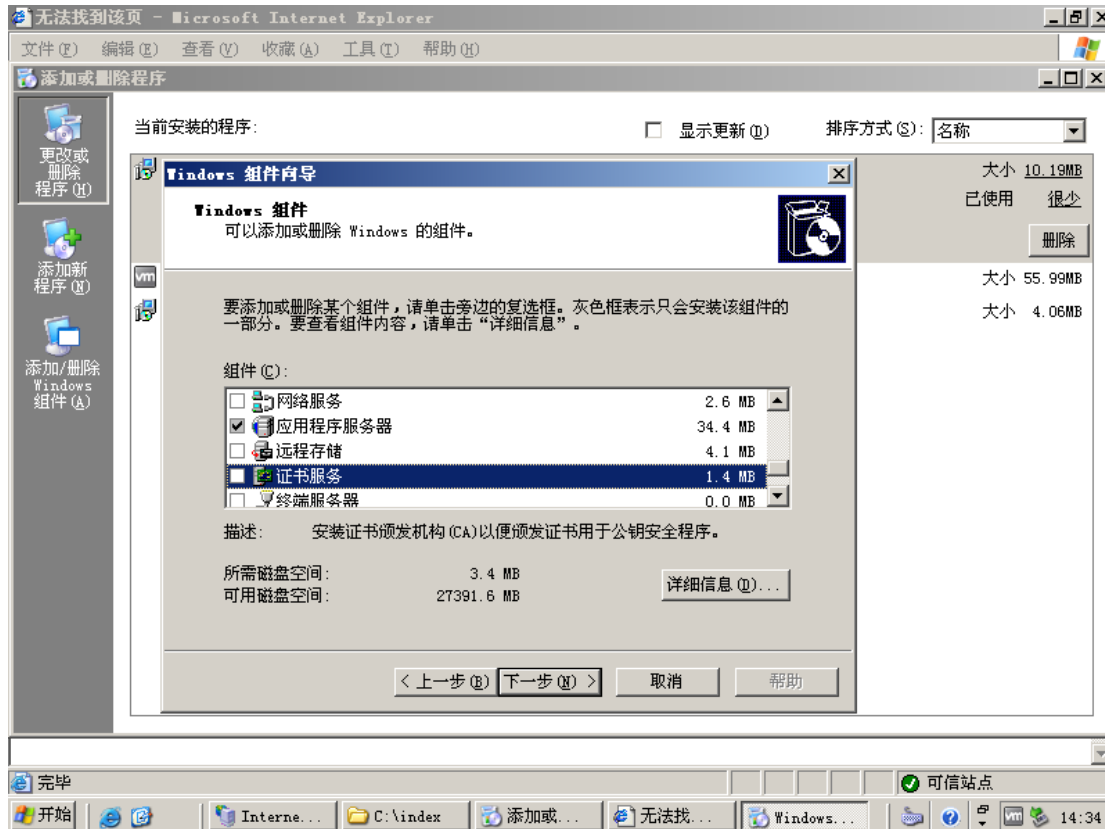 无法找到该页 - Microsoft Internet Explorer
文件(F) 编辑(E) 查看(V) 收藏(A) 工具(T) 帮助(H)
添加或删除程序
更改或
删除
程序(H)
添加新
程序(N)
添加/删除
Windows
组件(A)
当前安装的程序:
显示更新(D)
排序方式(S): 名称
大小 10.19MB
已使用 很少
删除
vm
大小 55.99MB
大小 4.06MB
Windows 组件向导
Windows 组件
可以添加或删除 Windows 的组件。
要添加或删除某个组件，请单击旁边的复选框。灰色框表示只会安装该组件的
一部分。要查看组件内容，请单击“详细信息”。
组件(C):
网络服务 2.6 MB
应用程序服务器 34.4 MB
远程存储 4.1 MB
证书服务 1.4 MB
终端服务器 0.0 MB
描述: 安装证书颁发机构(CA)以便颁发证书用于公钥安全程序。
所需磁盘空间: 3.4 MB
可用磁盘空间: 27391.6 MB
详细信息(D)...
< 上一步(B) 下一步(N) > 取消 帮助
完毕
可信站点
开始 Interne... C:\index 添加或... 无法找... Windows... vm 14:34